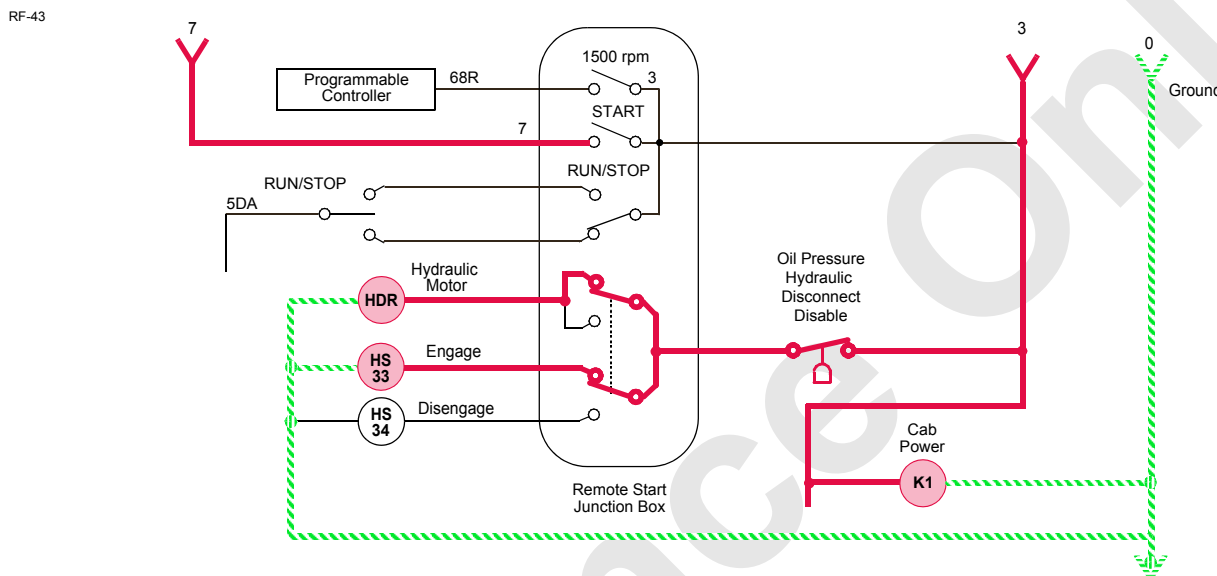 RF-43
7
3
0
Ground
1500 rpm
Programmable
Controller
68R
3
START
7
RUN/STOP
RUN/STOP
5DA
Hydraulic
Motor
HDR
Oil Pressure
Hydraulic
Disconnect
Disable
Engage
HS
33
Disengage
HS
34
Cab
Power
K1
Remote Start
Junction Box